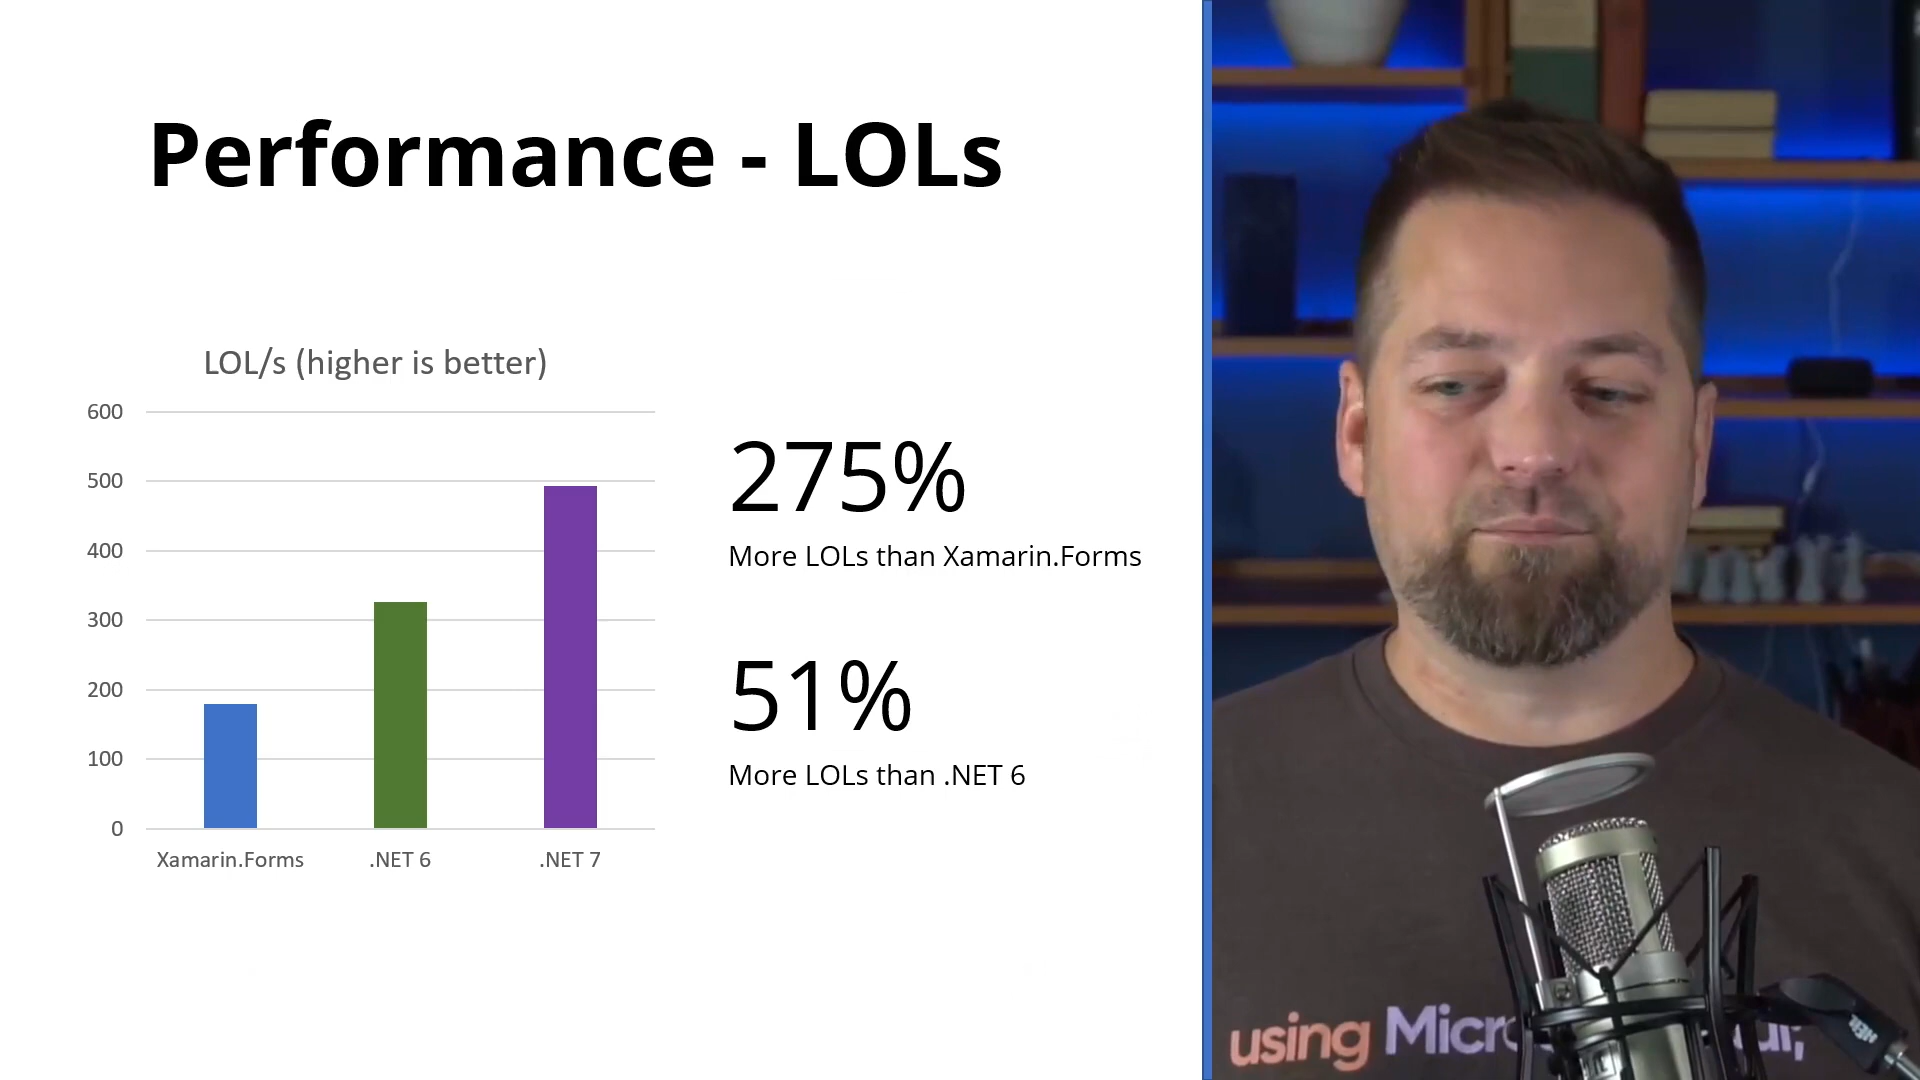 Performance - LOLs
LOL/s (higher is better)
600
500
400
300
200
100
0
Xamarin.Forms
.NET 6
.NET 7
275%
More LOLs than Xamarin.Forms
51%
More LOLs than .NET 6
using